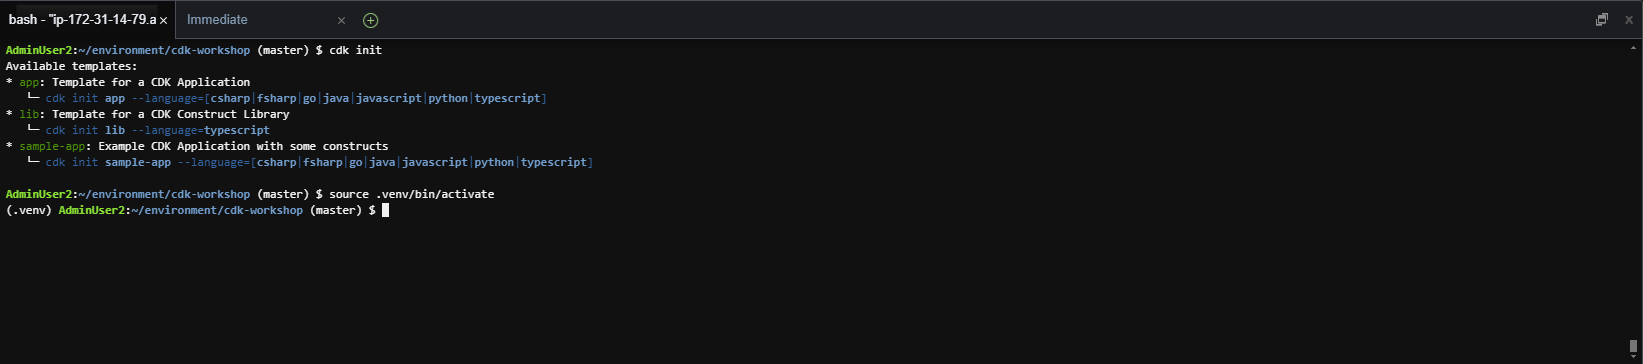 bash - "ip-172-31-14-79.a × Immediate ×
AdminUser2:~/environment/cdk-workshop (master) $ cdk init
Available templates:
* app: Template for a CDK Application
   └─ cdk init app --language=[csharp|fsharp|go|java|javascript|python|typescript]
* lib: Template for a CDK Construct Library
   └─ cdk init lib --language=typescript
* sample-app: Example CDK Application with some constructs
   └─ cdk init sample-app --language=[csharp|fsharp|go|java|javascript|python|typescript]
AdminUser2:~/environment/cdk-workshop (master) $ source .venv/bin/activate
(.venv) AdminUser2:~/environment/cdk-workshop (master) $